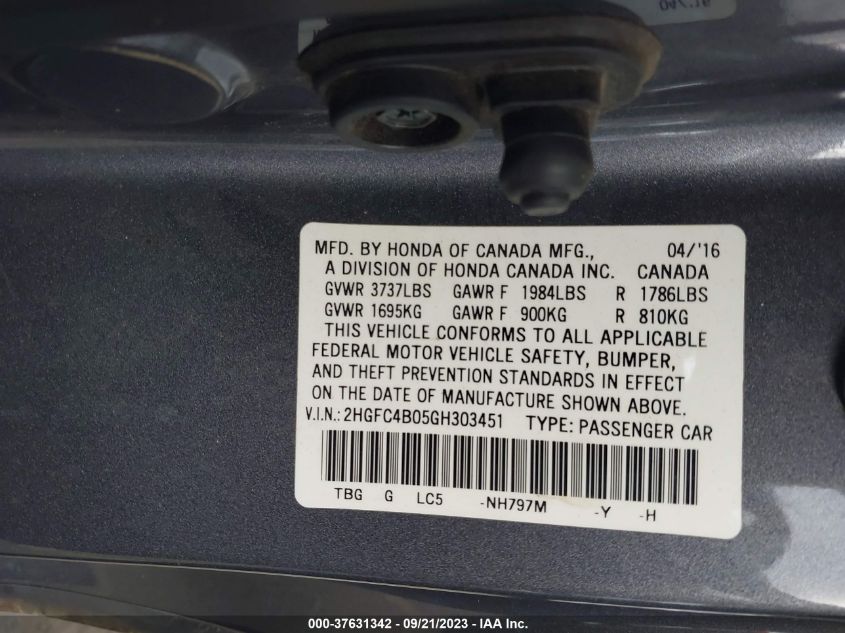 04/'16
MFD. BY HONDA OF CANADA MFG., 04/'16
A DIVISION OF HONDA CANADA INC. CANADA
GVWR 3737LBS GAWR F 1984LBS R 1786LBS
GVWR 1695KG GAWR F 900KG R 810KG
THIS VEHICLE CONFORMS TO ALL APPLICABLE
FEDERAL MOTOR VEHICLE SAFETY, BUMPER,
AND THEFT PREVENTION STANDARDS IN EFFECT
ON THE DATE OF MANUFACTURE SHOWN ABOVE.
V.I.N.: 2HGFC4B05GH303451 TYPE: PASSENGER CAR
TBG G LC5 -NH797M -Y -H
000-37631342 - 09/21/2023 - IAA Inc.